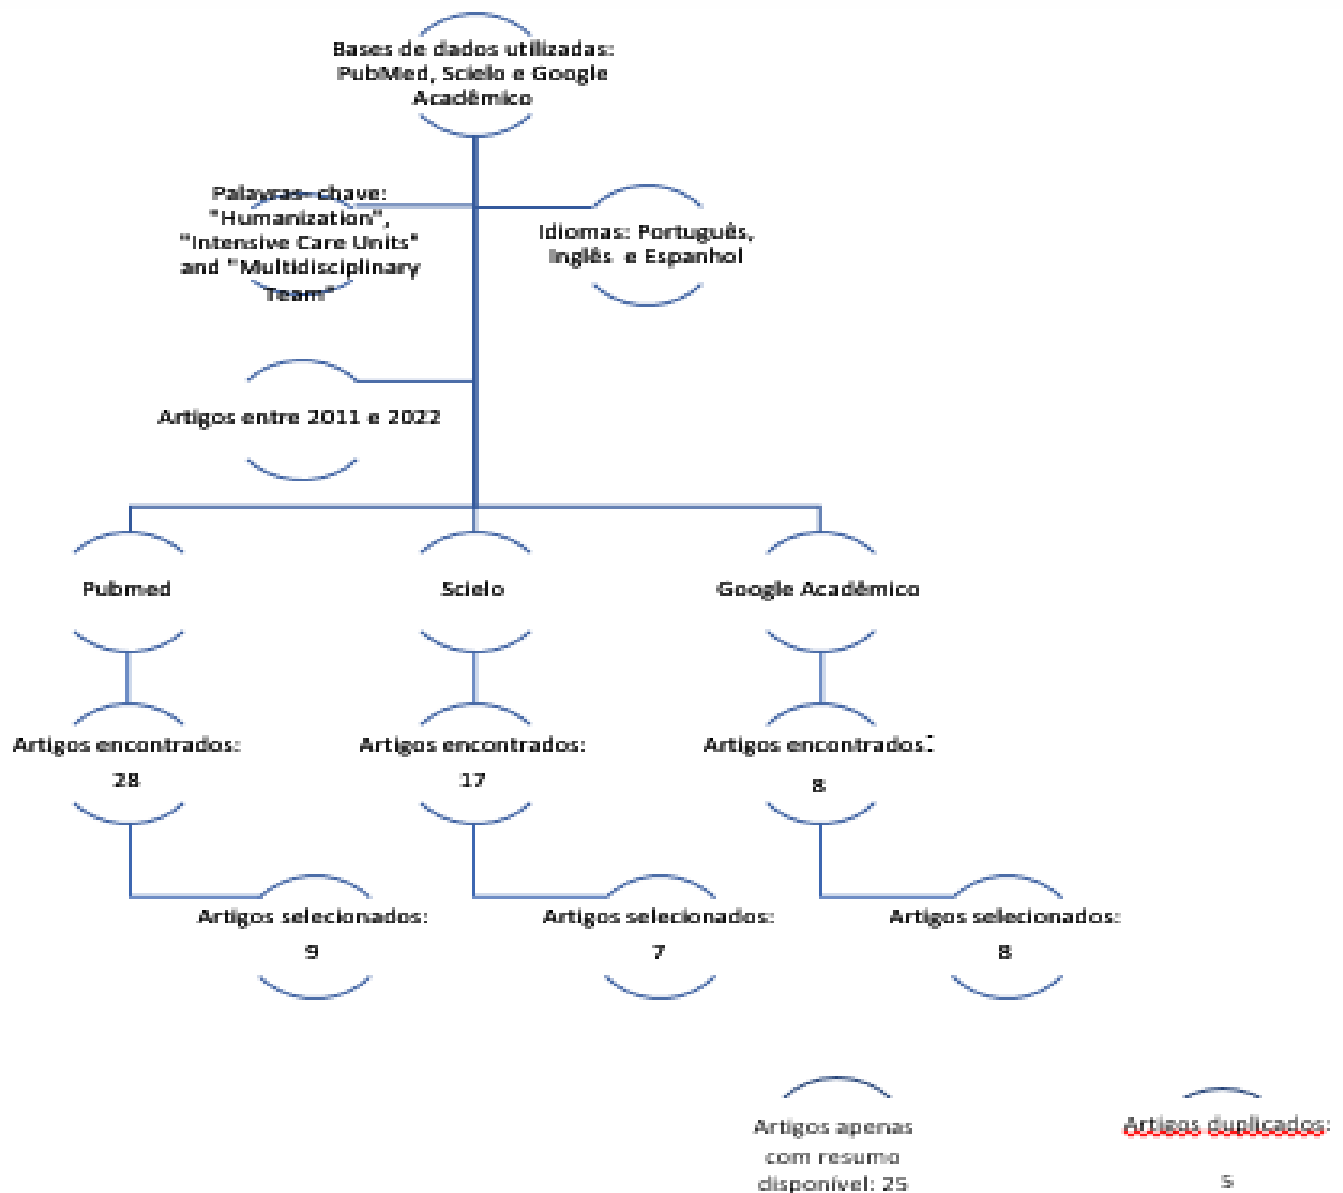 Bases de dados utilizadas:
PubMed, Scielo e Google
Acadêmico
Palavras- chave:
"Humanization",
"Intensive Care Units"
and "Multidisciplinary
Team"
Idiomas: Português,
Inglês e Espanhol
Artigos entre 2011 e 2022
Pubmed
Scielo
Google Acadêmico
Artigos encontrados:
28
Artigos encontrados:
17
Artigos encontrados:
8
Artigos selecionados:
9
Artigos selecionados:
7
Artigos selecionados:
8
Artigos apenas
com resumo
disponível: 25
Artigos duplicados:
5